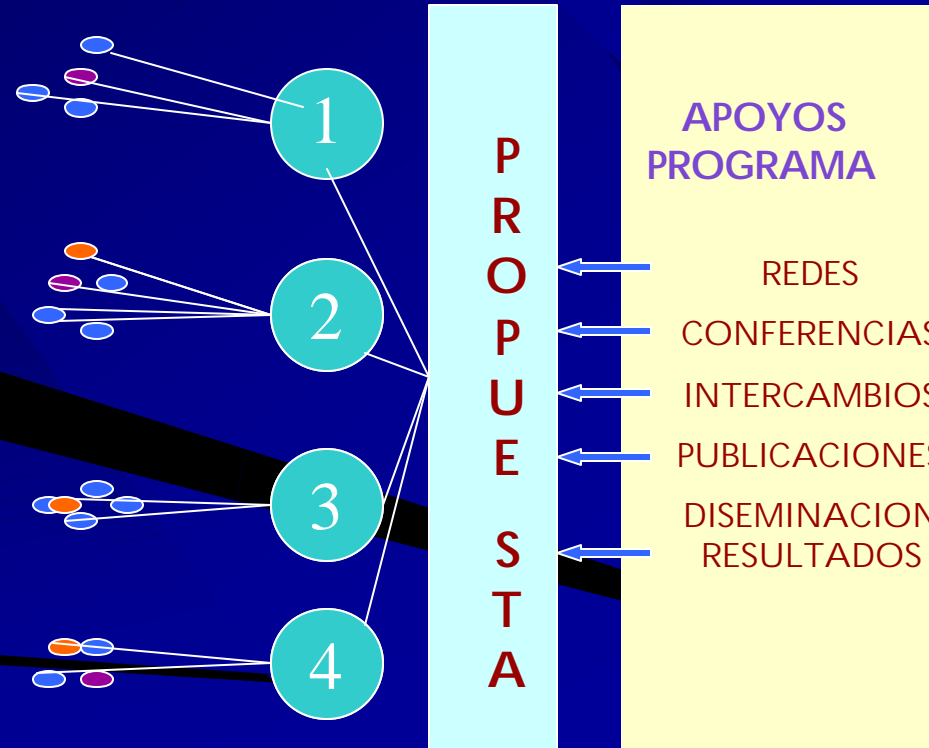 1
2
3
4
P
R
O
P
U
E
S
T
A
APOYOS
PROGRAMA
REDES
CONFERENCIAS
INTERCAMBIOS
PUBLICACIONES
DISEMINACION
RESULTADOS